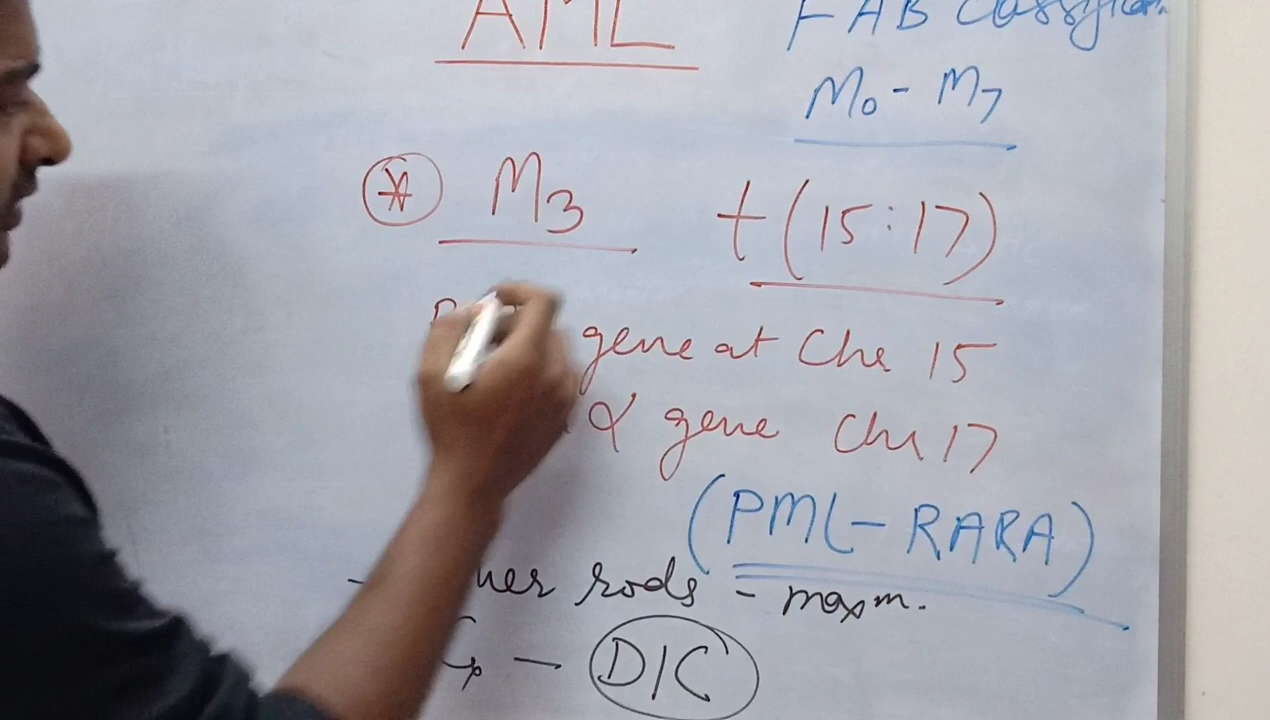 AML
FAB
M0 - M7
* M3 t(15:17)
gene at Chr 15
α gene Chr 17
(PML - RARA)
rods = maxm.
→ - DIC